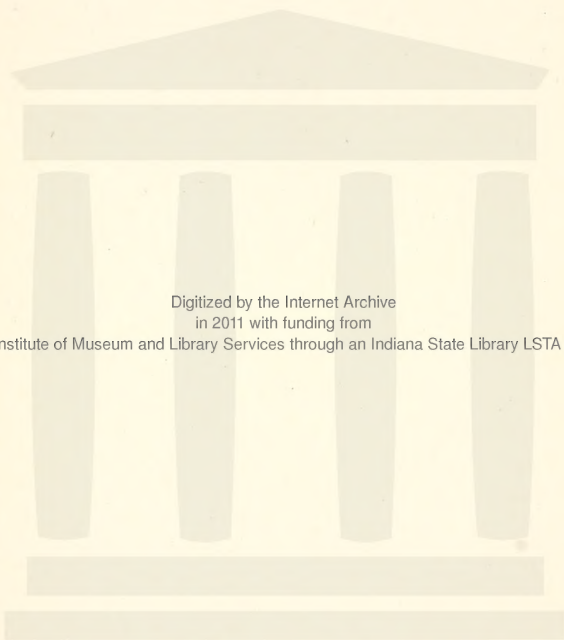 Digitized by the Internet Archive
in 2011 with funding from
nstitute of Museum and Library Services through an Indiana State Library LSTA